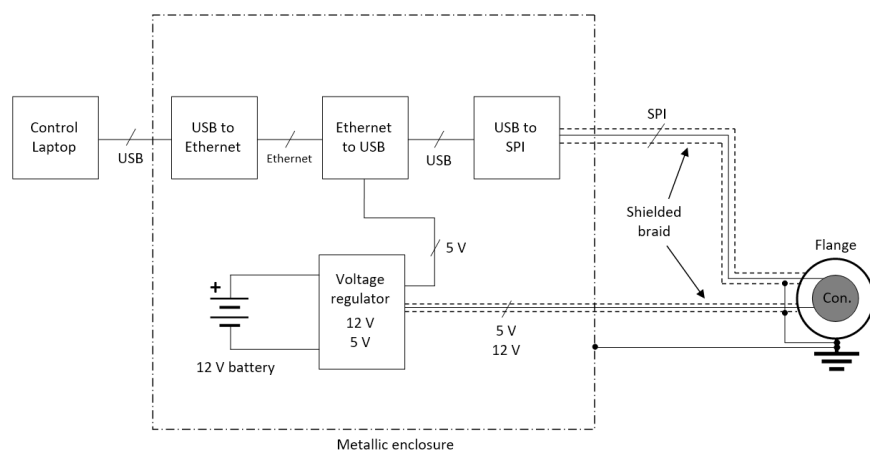 Control
Laptop
USB
USB to
Ethernet
Ethernet
Ethernet
to USB
USB
USB to
SPI
SPI
Shielded
braid
Flange
Con.
5 V
+
Voltage
regulator
12 V
5 V
12 V battery
5 V
12 V
Metallic enclosure